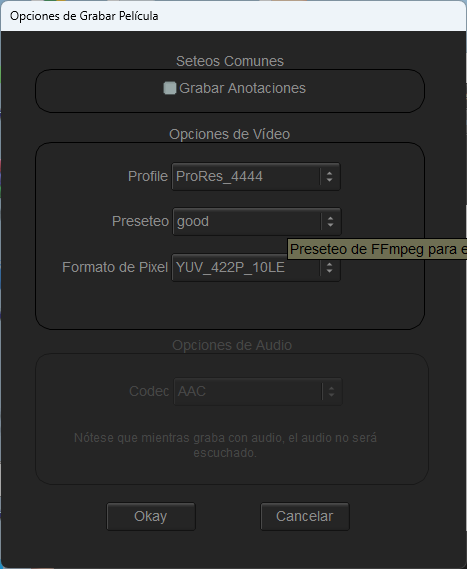 Opciones de Grabar Película
Seteos Comunes
Grabar Anotaciones
Opciones de Vídeo
Profile ProRes_4444
Preseteo good
Preseteo de FFmpeg para e
Formato de Pixel YUV_422P_10LE
Opciones de Audio
Codec AAC
Nótese que mientras graba con audio, el audio no será
escuchado.
Okay Cancelar